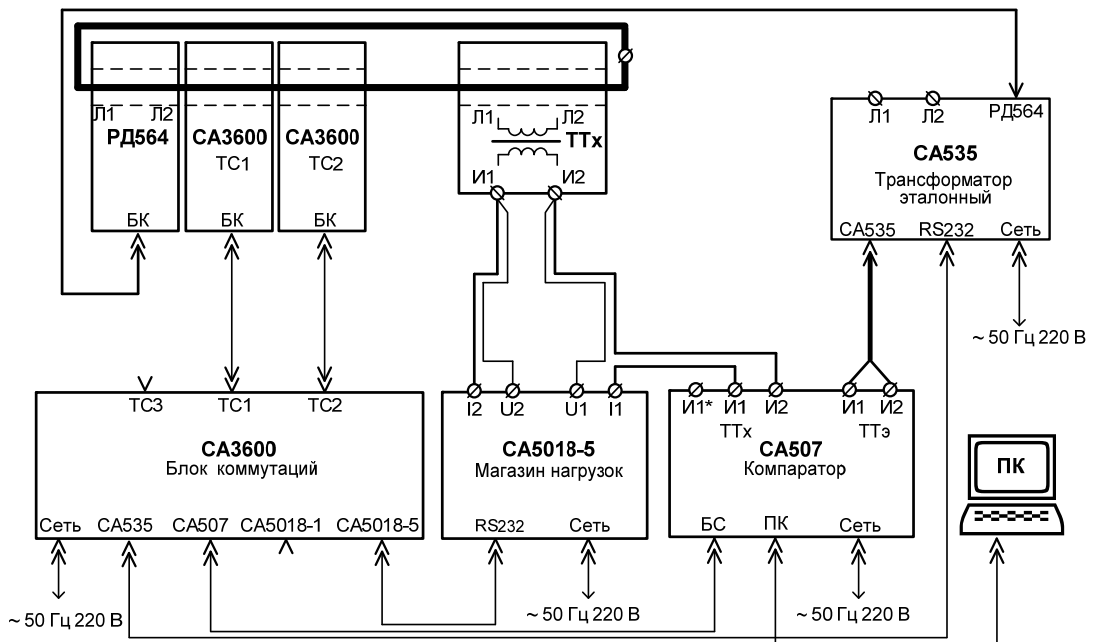 Л1 Л2
РД564
БК
СА3600
ТС1
БК
СА3600
ТС2
БК
Л1 Л2
ТТх
И1 И2
Л1 Л2 РД564
СА535
Трансформатор
эталонный
СА535 RS232 Сеть
~ 50 Гц 220 В
ТС3 ТС1 ТС2
СА3600
Блок коммутаций
Сеть СА535 СА507 СА5018-1 СА5018-5
~ 50 Гц 220 В
I2 U2 U1 I1
СА5018-5
Магазин нагрузок
RS232 Сеть
~ 50 Гц 220 В
И1* И1 И2 И1 И2
ТТх ТТэ
СА507
Компаратор
БС ПК Сеть
~ 50 Гц 220 В
ПК